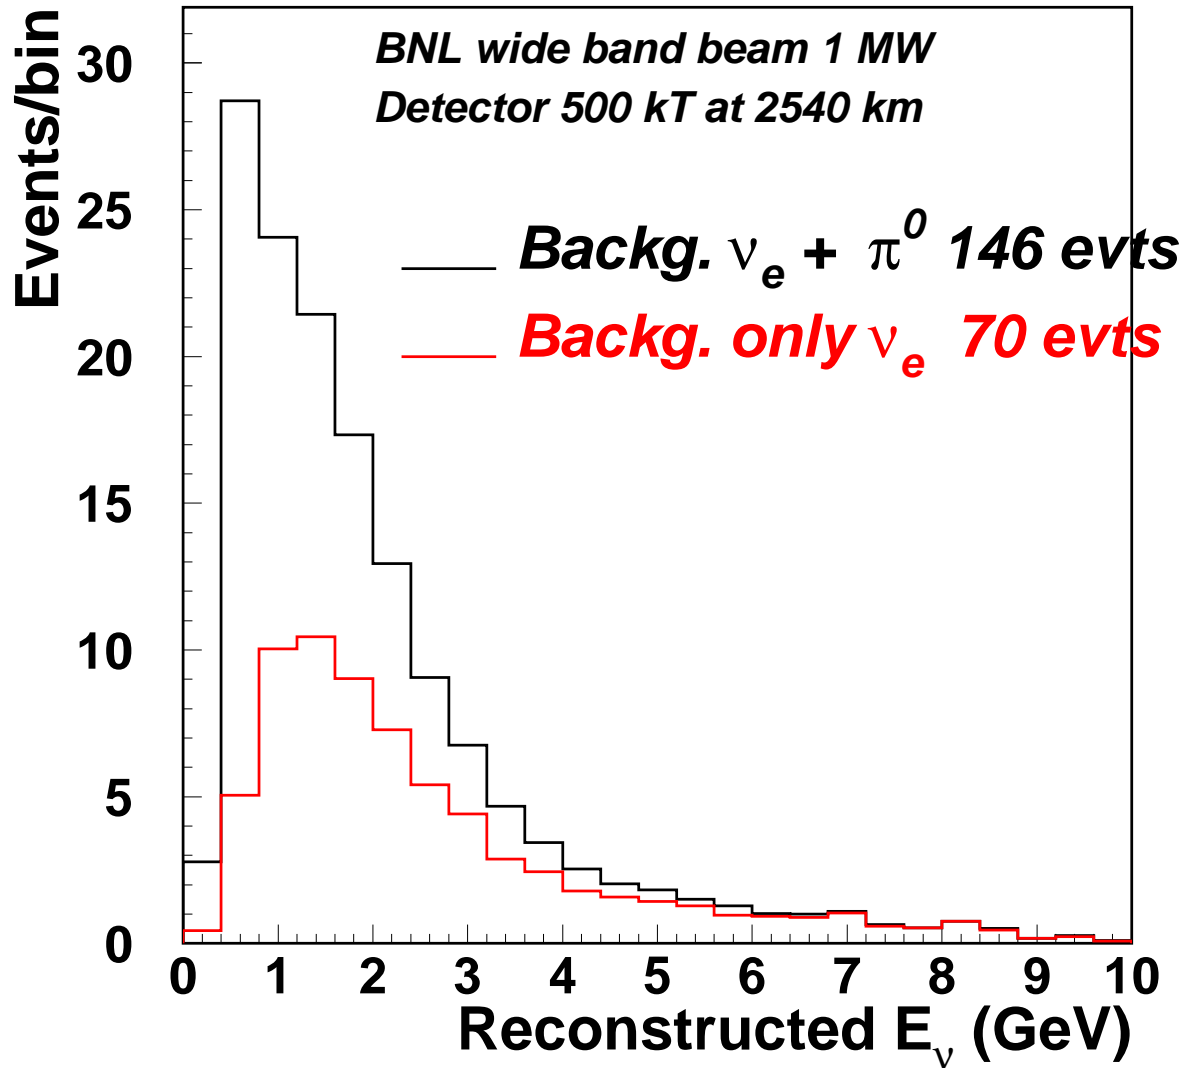 Events/bin
BNL wide band beam 1 MW
Detector 500 kT at 2540 km
Backg. νe + π0 146 evts
Backg. only νe 70 evts
30
25
20
15
10
5
0
0 1 2 3 4 5 6 7 8 9 10
Reconstructed Eν (GeV)